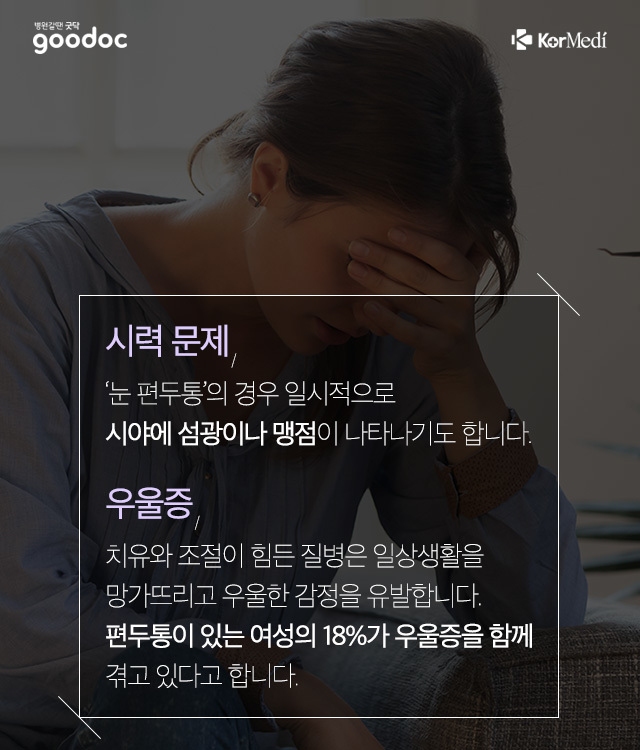 병원갈땐 굿닥
goodoc
KorMedi
시력 문제,
‘눈 편두통’의 경우 일시적으로
시야에 섬광이나 맹점이 나타나기도 합니다.
우울증,
치유와 조절이 힘든 질병은 일상생활을
망가뜨리고 우울한 감정을 유발합니다.
편두통이 있는 여성의 18%가 우울증을 함께
겪고 있다고 합니다.